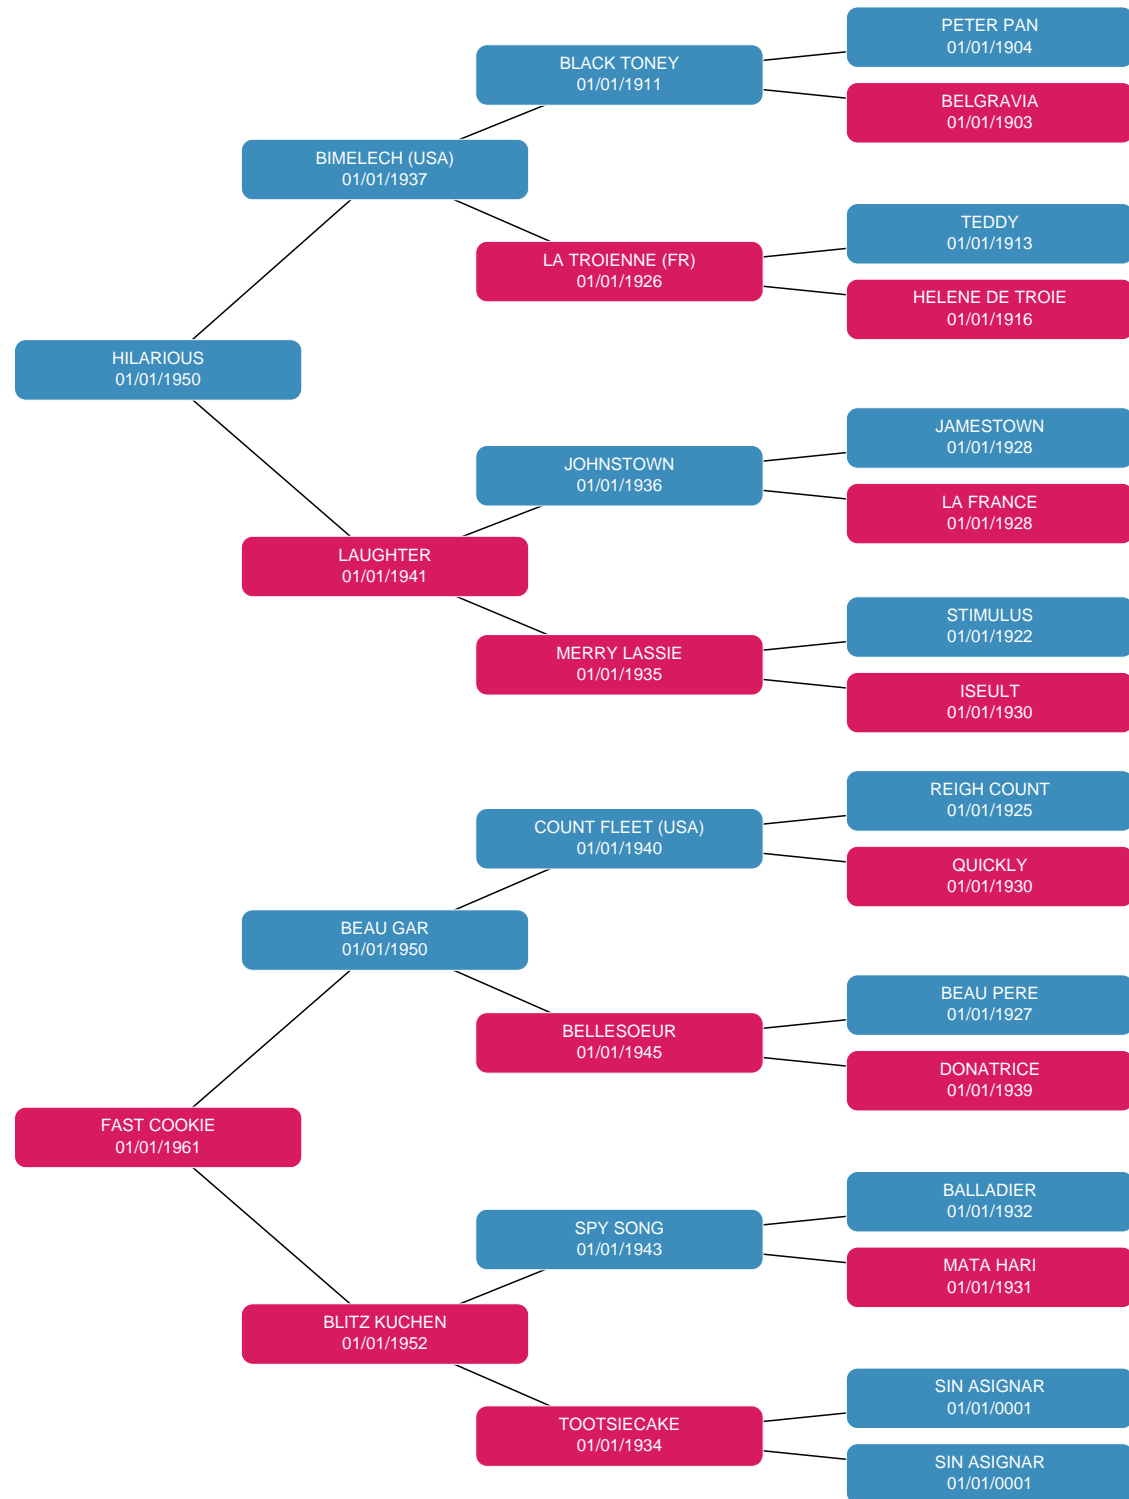 PETER PAN
01/01/1904
BLACK TONEY
01/01/1911
BELGRAVIA
01/01/1903
BIMELECH (USA)
01/01/1937
TEDDY
01/01/1913
LA TROIENNE (FR)
01/01/1926
HELENE DE TROIE
01/01/1916
HILARIOUS
01/01/1950
JAMESTOWN
01/01/1928
JOHNSTOWN
01/01/1936
LA FRANCE
01/01/1928
LAUGHTER
01/01/1941
STIMULUS
01/01/1922
MERRY LASSIE
01/01/1935
ISEULT
01/01/1930
REIGH COUNT
01/01/1925
COUNT FLEET (USA)
01/01/1940
QUICKLY
01/01/1930
BEAU GAR
01/01/1950
BEAU PERE
01/01/1927
BELLESOEUR
01/01/1945
DONATRICE
01/01/1939
FAST COOKIE
01/01/1961
BALLADIER
01/01/1932
SPY SONG
01/01/1943
MATA HARI
01/01/1931
BLITZ KUCHEN
01/01/1952
SIN ASIGNAR
01/01/0001
TOOTSIECAKE
01/01/1934
SIN ASIGNAR
01/01/0001